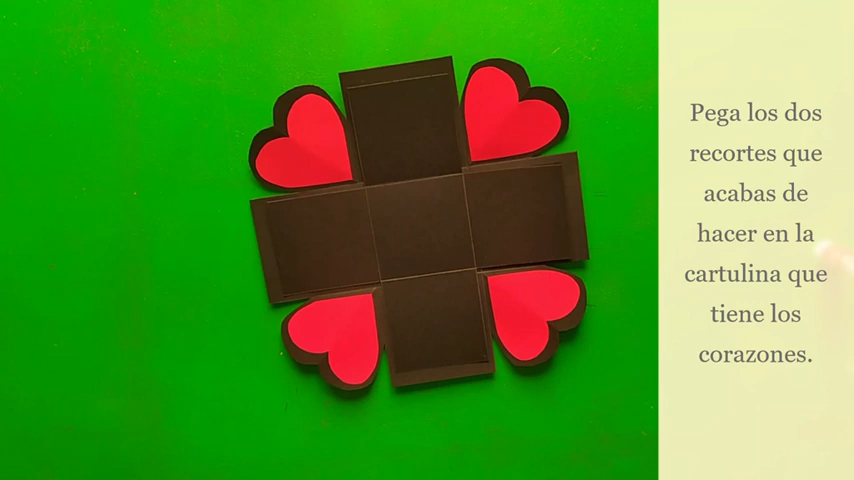 Pega los dos
recortes que
acabas de
hacer en la
cartulina que
tiene los
corazones.